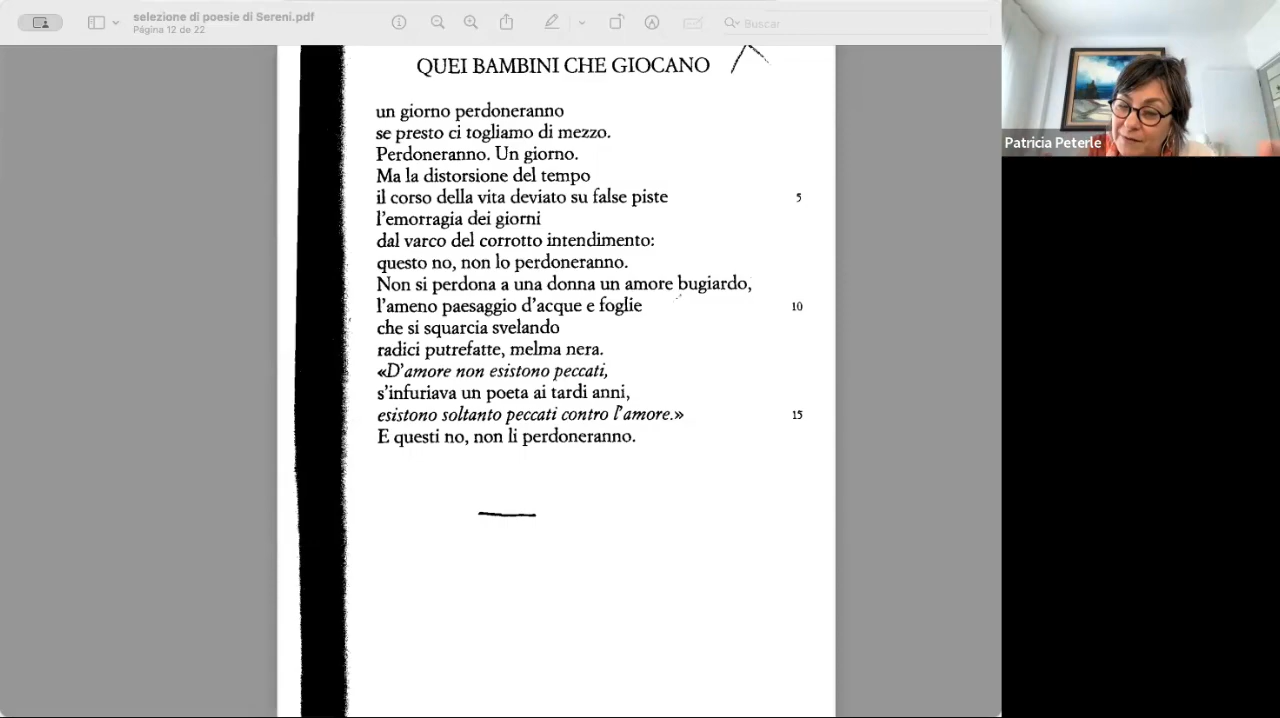 selezione di poesie di Sereni.pdf
Página 12 de 22
Buscar
Patricia Peterle
QUEI BAMBINI CHE GIOCANO
un giorno perdoneranno
se presto ci togliamo di mezzo.
Perdoneranno. Un giorno.
Ma la distorsione del tempo
il corso della vita deviato su false piste 5
l'emorragia dei giorni
dal varco del corrotto intendimento:
questo no, non lo perdoneranno.
Non si perdona a una donna un amore bugiardo,
l'ameno paesaggio d'acque e foglie 10
che si squarcia svelando
radici putrefatte, melma nera.
«D'amore non esistono peccati,
s'infuriava un poeta ai tardi anni,
esistono soltanto peccati contro l'amore.» 15
E questi no, non li perdoneranno.